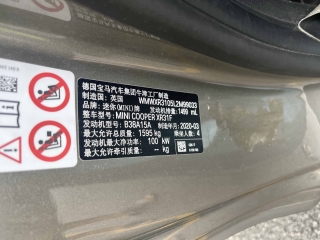 德国宝马汽车集团牛津工厂制造
制造国：英国 WMWXR3105L2M99033
品牌：迷你(MINI)牌 发动机排量：1499 mL
整车型号：MINI COOPER XR31F
发动机型号：B38A15A 制造年月：2020-03
最大允许总质量：1595 kg 乘坐人数：4
发动机最大净功率：100 kW
最大允许牵引质量：-- kg